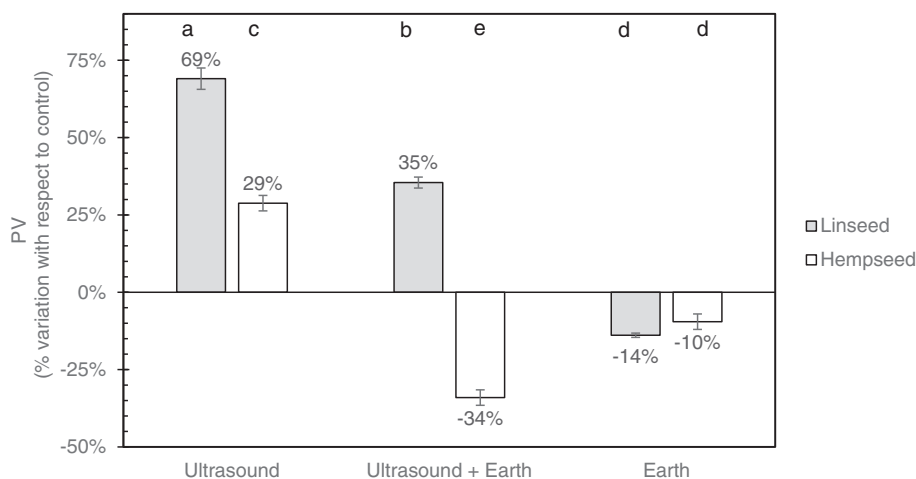 a c b e d d
69%
29%
35%
-34%
-14%
-10%
75%
50%
25%
0%
-25%
-50%
PV
(% variation with respect to control)
Ultrasound
Ultrasound + Earth
Earth
Linseed
Hempseed